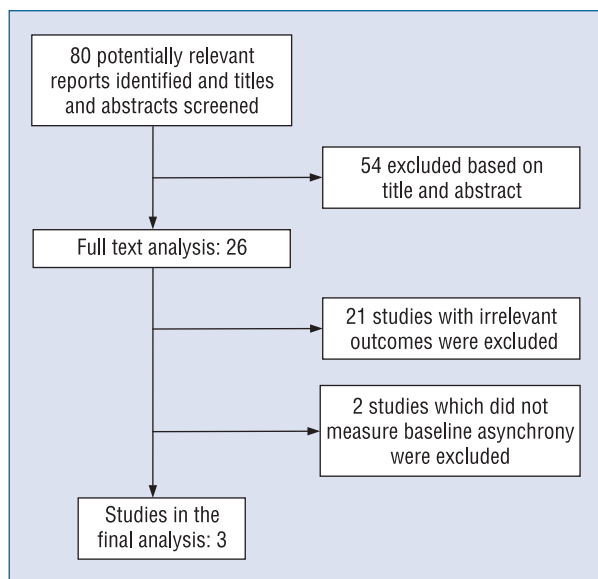 80 potentially relevant
reports identified and titles
and abstracts screened
54 excluded based on
title and abstract
Full text analysis: 26
21 studies with irrelevant
outcomes were excluded
2 studies which did not
measure baseline asynchrony
were excluded
Studies in the
final analysis: 3